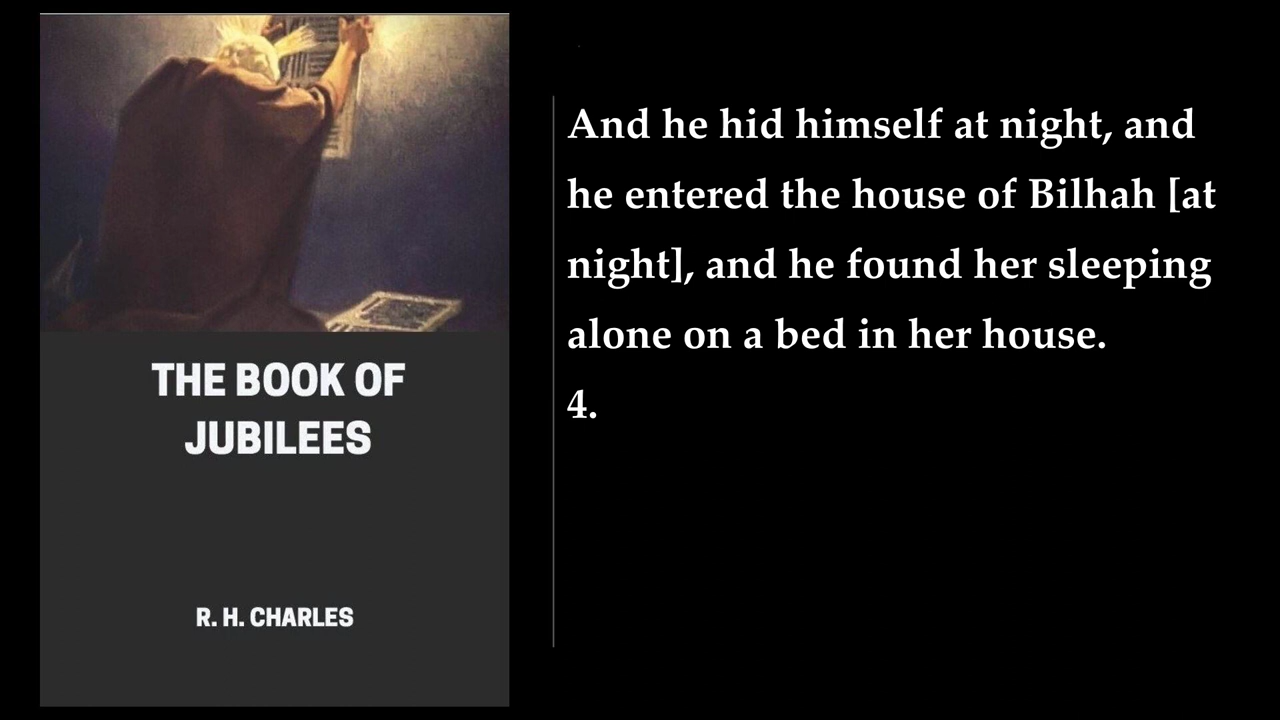 THE BOOK OF
JUBILEES
R. H. CHARLES
And he hid himself at night, and
he entered the house of Bilhah [at
night], and he found her sleeping
alone on a bed in her house.
4.